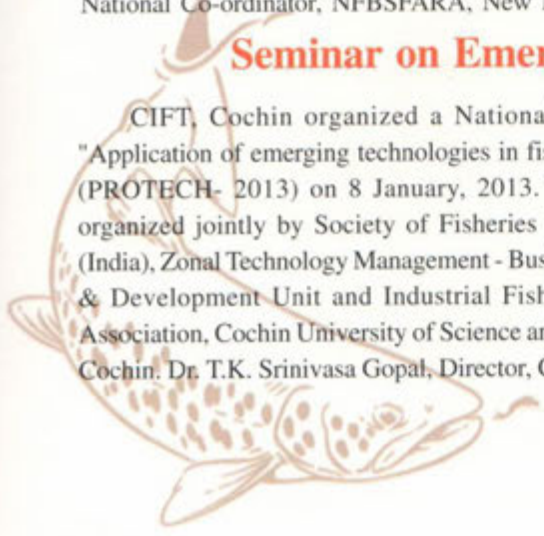 National Co-ordinator, NFBSFARA, New
Seminar on Emer
CIFT, Cochin organized a Nationa
"Application of emerging technologies in fis
(PROTECH- 2013) on 8 January, 2013.
organized jointly by Society of Fisheries
(India), Zonal Technology Management - Bus
& Development Unit and Industrial Fish
Association, Cochin University of Science an
Cochin. Dr. T.K. Srinivasa Gopal, Director, C